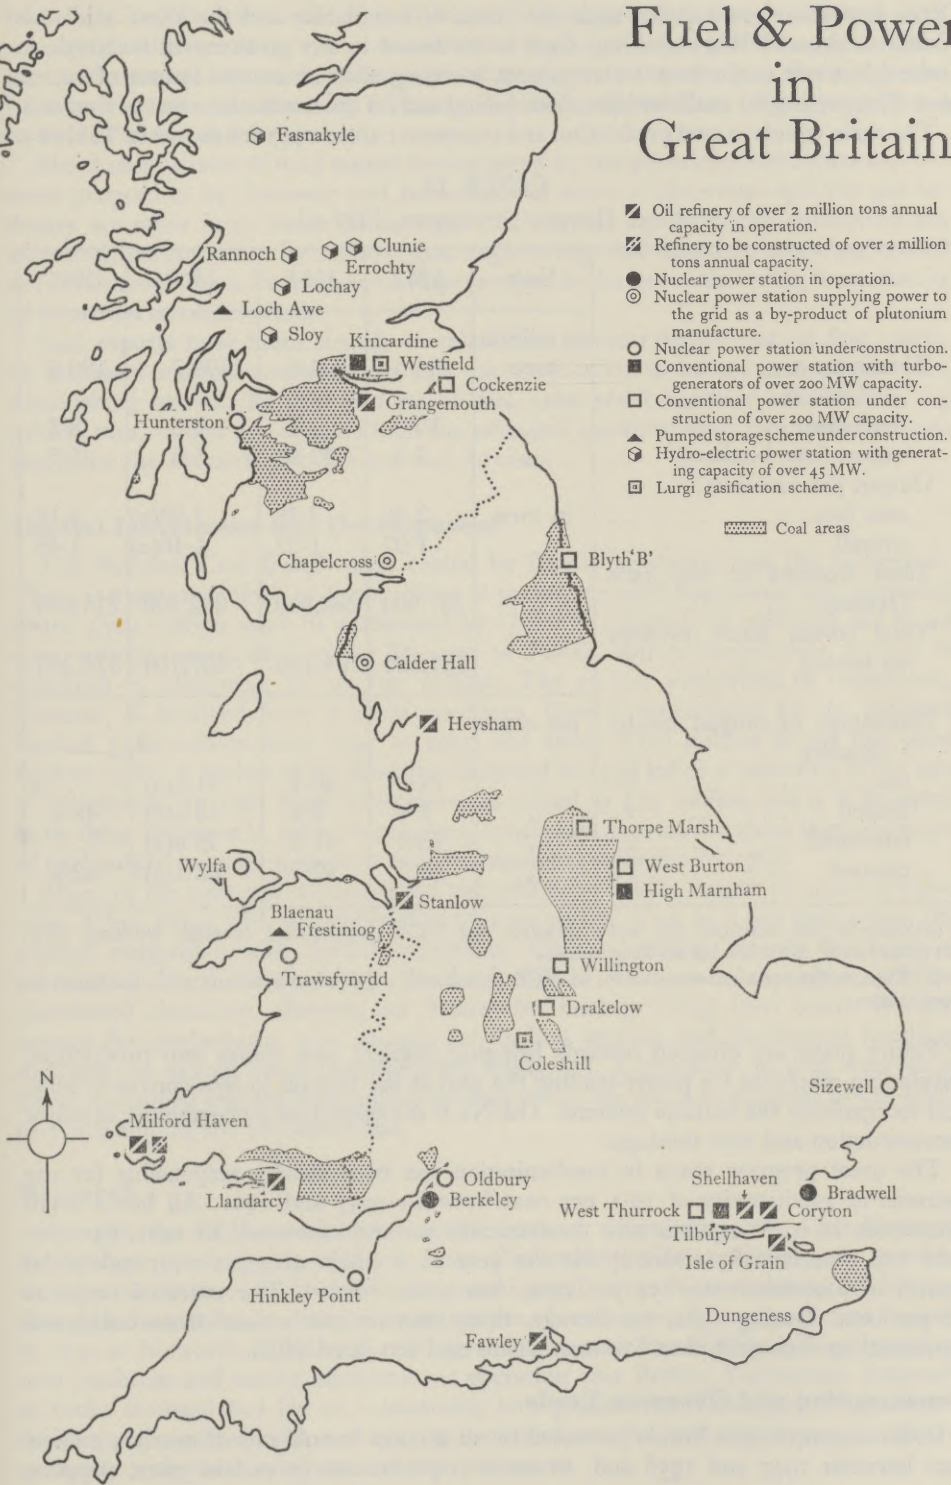 Fuel & Power
in
Great Britain
Oil refinery of over 2 million tons annual
capacity in operation.
Refinery to be constructed of over 2 million
tons annual capacity.
Nuclear power station in operation.
Nuclear power station supplying power to
the grid as a by-product of plutonium
manufacture.
Nuclear power station under construction.
Conventional power station with turbo-
generators of over 200 MW capacity.
Conventional power station under con-
struction of over 200 MW capacity.
Pumped storage scheme under construction.
Hydro-electric power station with generat-
ing capacity of over 45 MW.
Lurgi gasification scheme.
Coal areas
Fasnakyle
Rannoch
Clunie
Errochty
Lochay
Loch Awe
Sloy
Kincardine
Westfield
Cockenzie
Grangemouth
Hunterston
Chapelcross
Blyth 'B'
Calder Hall
Heysham
Thorpe Marsh
Wylfa
West Burton
High Marnham
Stanlow
Blaenau
Ffestiniog
Trawsfynydd
Willington
Drakelow
Coleshill
N
Sizewell
Milford Haven
Llandarcy
Oldbury
Berkeley
Shellhaven
Bradwell
West Thurrock
Coryton
Tilbury
Isle of Grain
Hinkley Point
Dungeness
Fawley